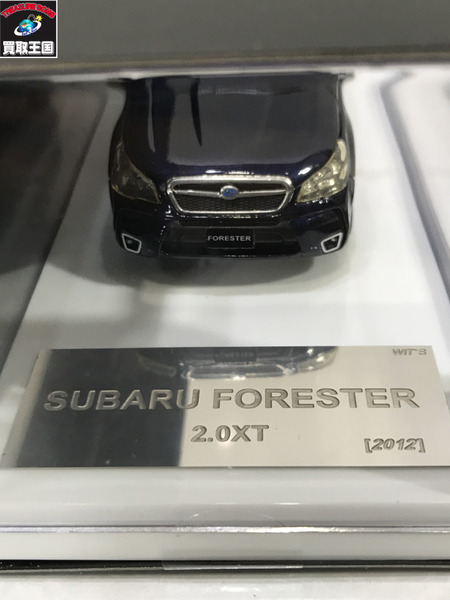 買取王国
FORESTER
WIT'S
SUBARU FORESTER
2.0XT
[2012]